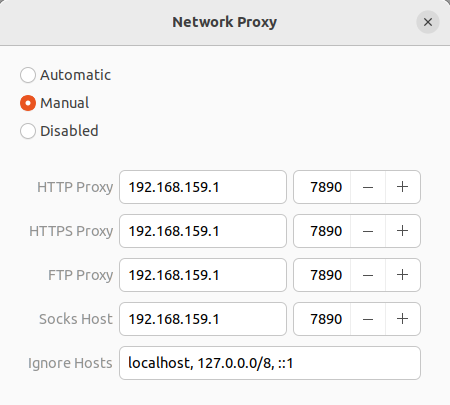 Network Proxy
Automatic
Manual
Disabled
HTTP Proxy 192.168.159.1 7890 − +
HTTPS Proxy 192.168.159.1 7890 − +
FTP Proxy 192.168.159.1 7890 − +
Socks Host 192.168.159.1 7890 − +
Ignore Hosts localhost, 127.0.0.0/8, ::1